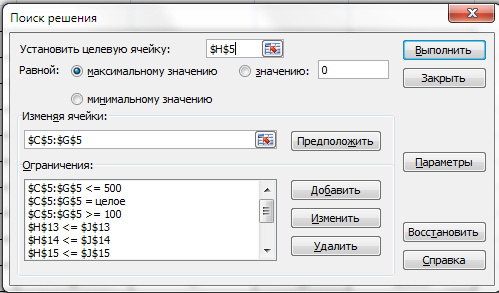 Поиск решения
Установить целевую ячейку: $H$5 Выполнить
Равной: максимальному значению значению: 0 Закрыть
минимальному значению
Изменяя ячейки:
$C$5:$G$5 Предположить
Ограничения: Параметры
$C$5:$G$5 <= 500 Добавить
$C$5:$G$5 = целое
$C$5:$G$5 >= 100 Изменить
$H$13 <= $J$13 Восстановить
$H$14 <= $J$14 Удалить
$H$15 <= $J$15 Справка